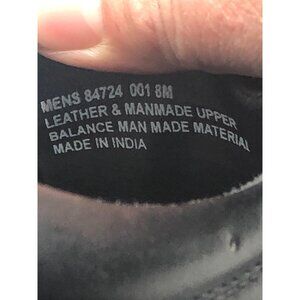 MENS 84724 001 8M
LEATHER & MANMADE UPPER
BALANCE MAN MADE MATERIAL
MADE IN INDIA